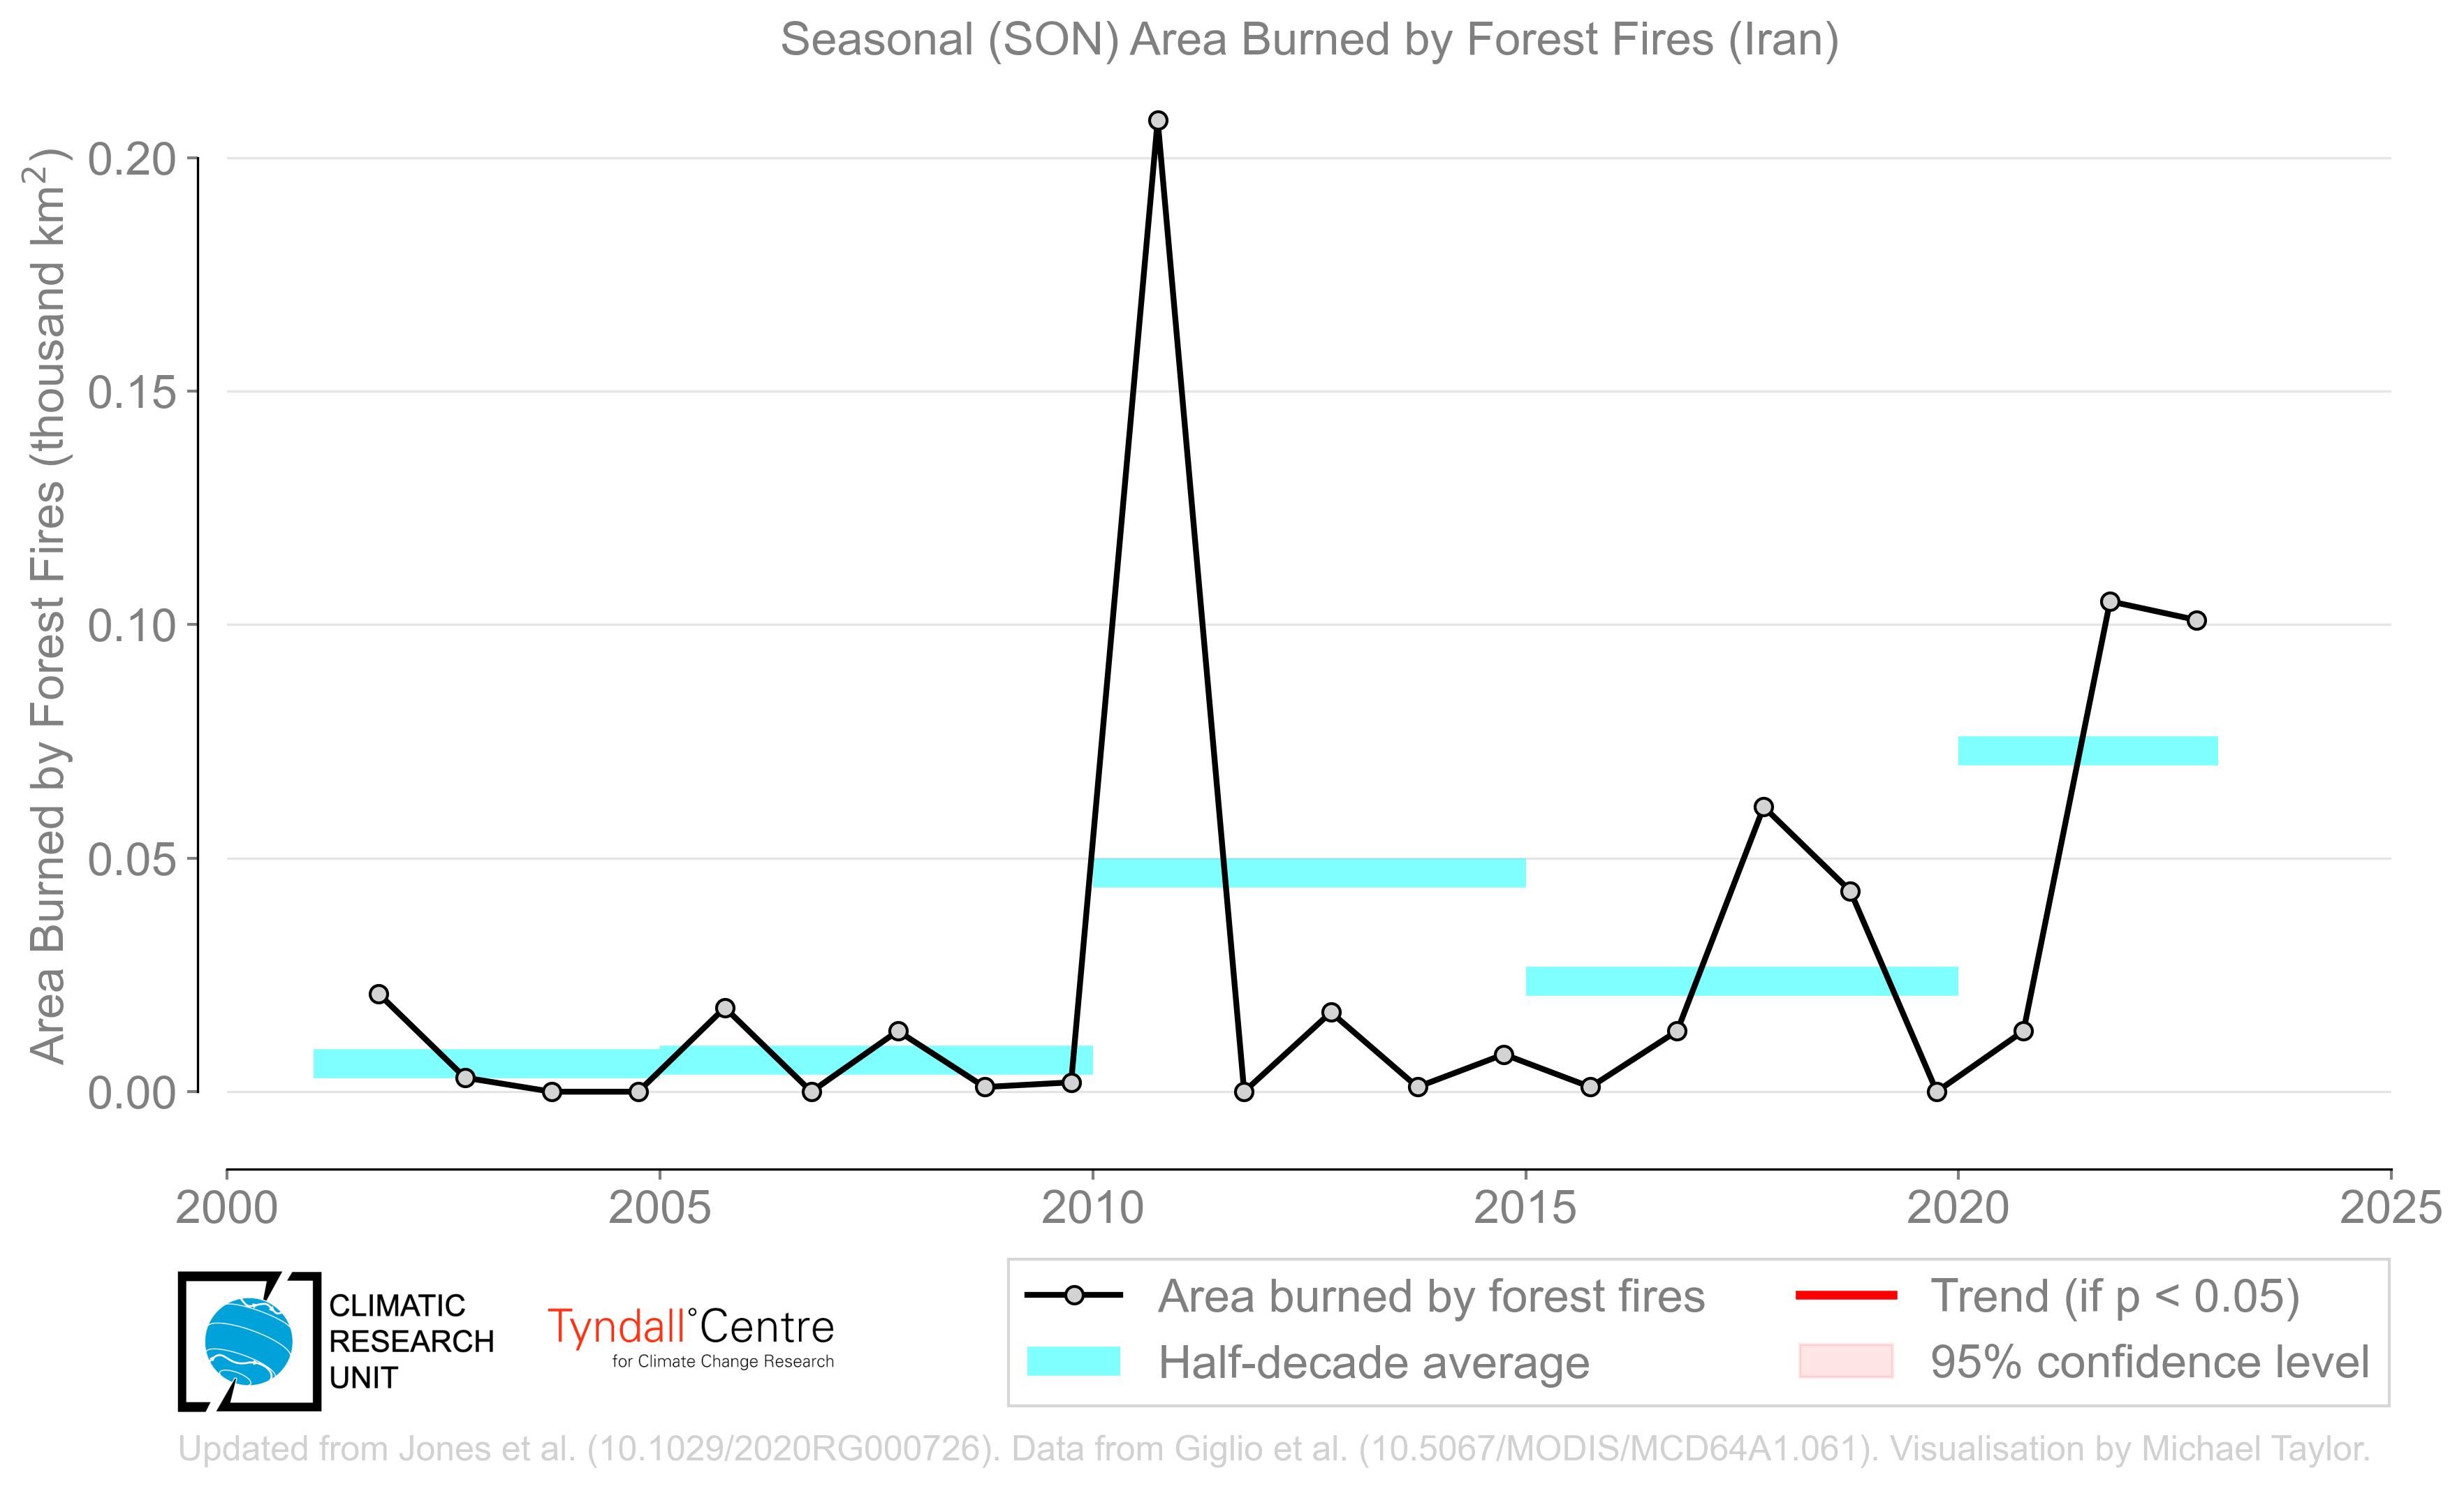 Seasonal (SON) Area Burned by Forest Fires (Iran)
Area Burned by Forest Fires (thousand km²)
0.20
0.15
0.10
0.05
0.00
2000 2005 2010 2015 2020 2025
CLIMATIC
RESEARCH
UNIT
Tyndall°Centre
for Climate Change Research
Area burned by forest fires
Half-decade average
Trend (if p < 0.05)
95% confidence level
Updated from Jones et al. (10.1029/2020RG000726). Data from Giglio et al. (10.5067/MODIS/MCD64A1.061). Visualisation by Michael Taylor.